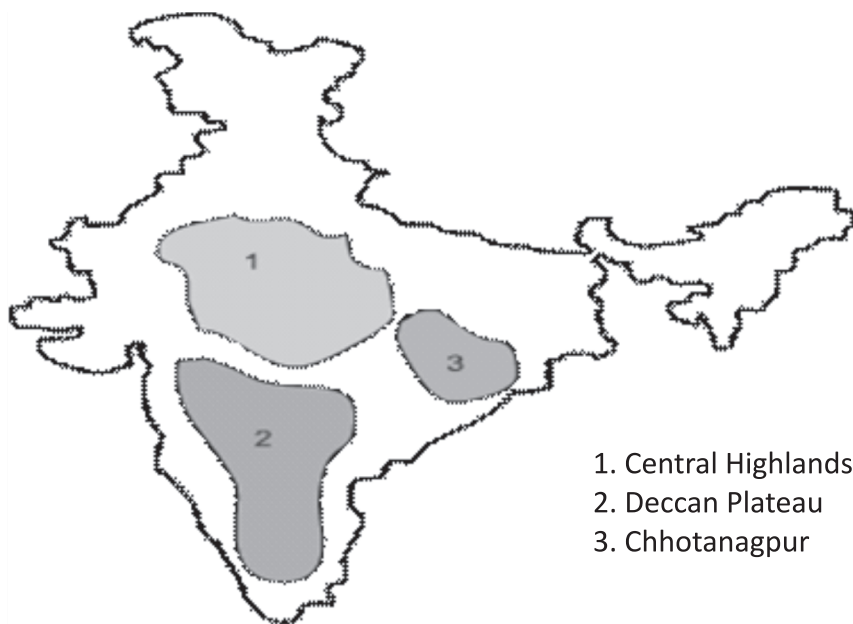 1
3
2
1. Central Highlands
2. Deccan Plateau
3. Chhotanagpur